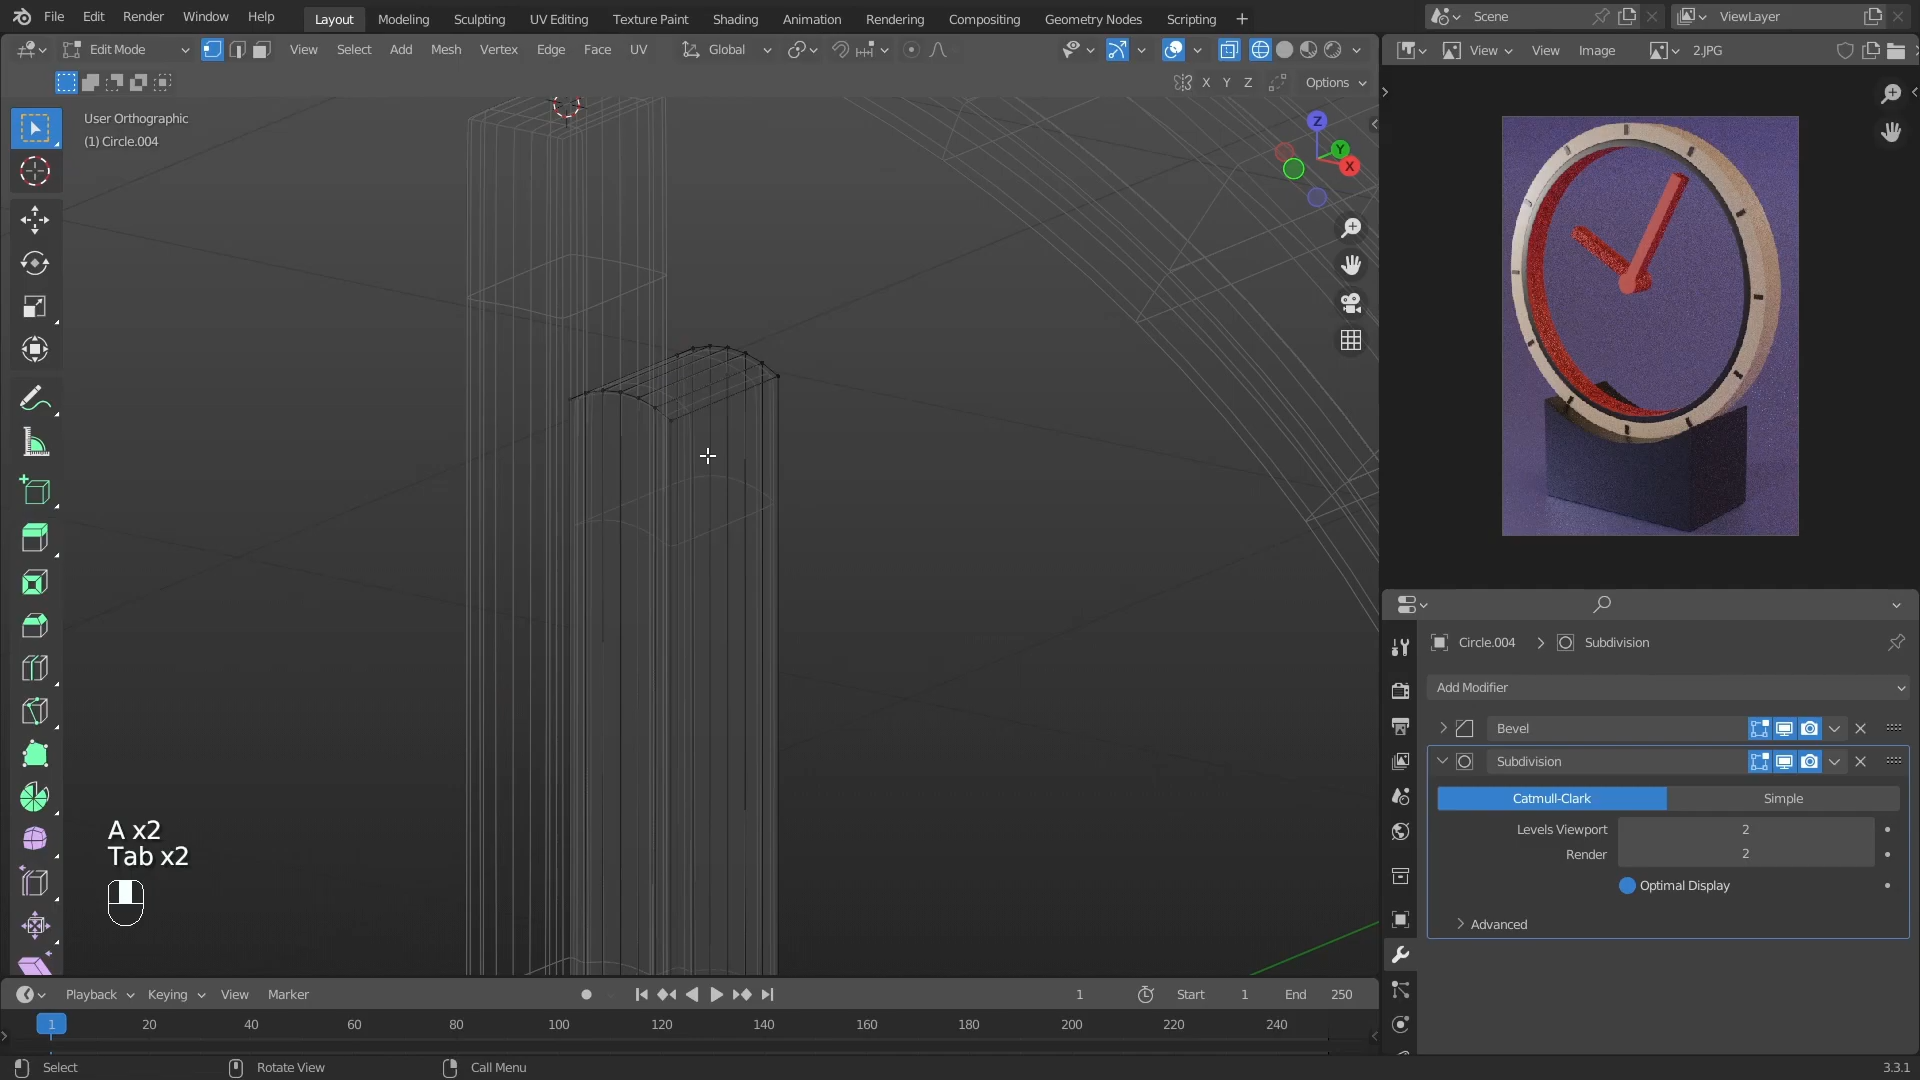 File Edit Render Window Help Layout Modeling Sculpting UV Editing Texture Paint Shading Animation Rendering Compositing Geometry Nodes Scripting + Scene ViewLayer
Edit Mode View Select Add Mesh Vertex Edge Face UV Global View View Image 2.JPG
X Y Z Options
User Orthographic
(1) Circle.004
Z
Y
X
A x2
Tab x2
Circle.004 > Subdivision
Add Modifier
Bevel
Subdivision
Catmull-Clark Simple
Levels Viewport 2
Render 2
Optimal Display
Advanced
Playback Keying View Marker 1 Start 1 End 250
1 20 40 60 80 100 120 140 160 180 200 220 240
Select Rotate View Call Menu 3.3.1